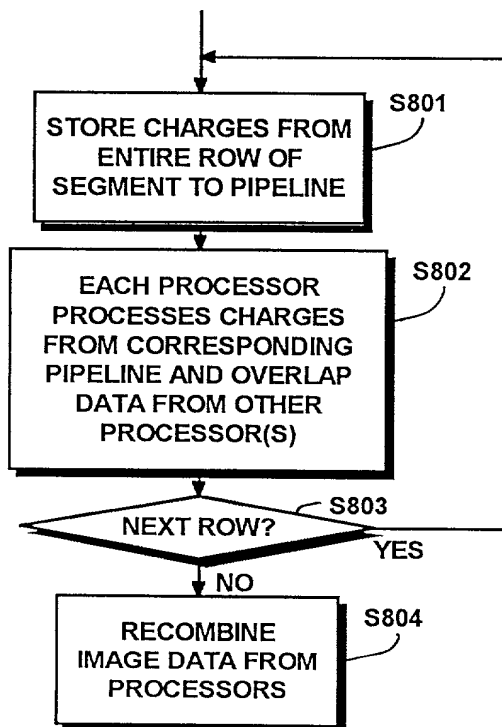 S801
STORE CHARGES FROM
ENTIRE ROW OF
SEGMENT TO PIPELINE
S802
EACH PROCESSOR
PROCESSES CHARGES
FROM CORRESPONDING
PIPELINE AND OVERLAP
DATA FROM OTHER
PROCESSOR(S)
S803
NEXT ROW?
YES
NO
S804
RECOMBINE
IMAGE DATA FROM
PROCESSORS